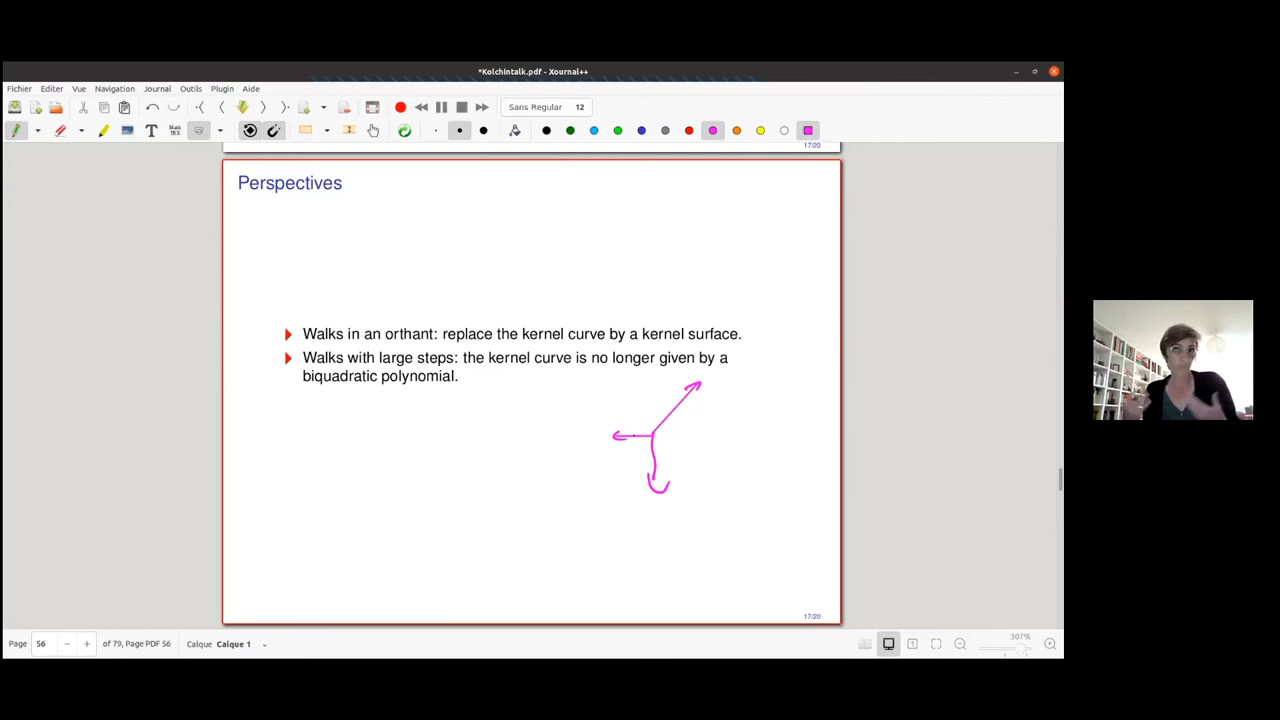 *Kolchintalk.pdf - Xournal++
Fichier Editer Vue Navigation Journal Outils Plugin Aide
Sans Regular 12
T Math TEX
17/20
Perspectives
Walks in an orthant: replace the kernel curve by a kernel surface.
Walks with large steps: the kernel curve is no longer given by a
biquadratic polynomial.
17/20
Page 56 of 79, Page PDF 56 Calque Calque 1 307%